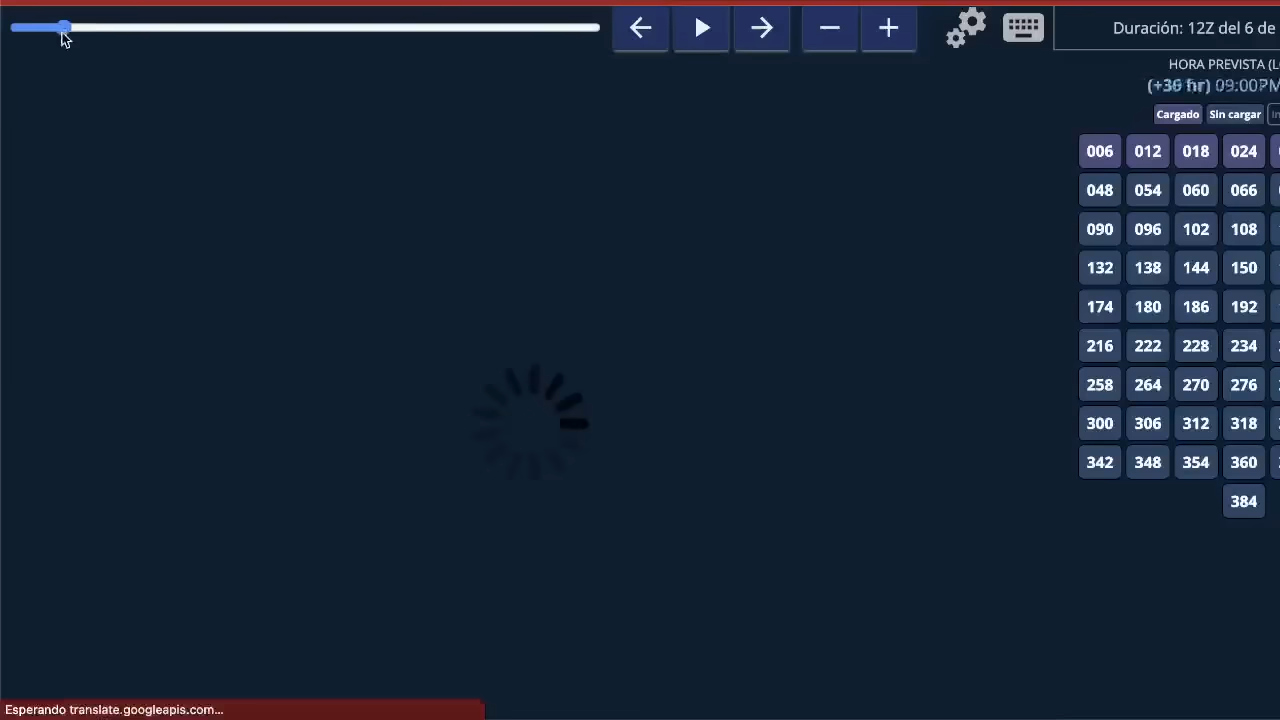 Duración: 12Z del 6 de
HORA PREVISTA (L
09:00PM
Cargado Sin cargar
006 012 018 024
048 054 060 066
090 096 102 108
132 138 144 150
174 180 186 192
216 222 228 234
258 264 270 276
300 306 312 318
342 348 354 360
384
Esperando translate.googleapis.com...